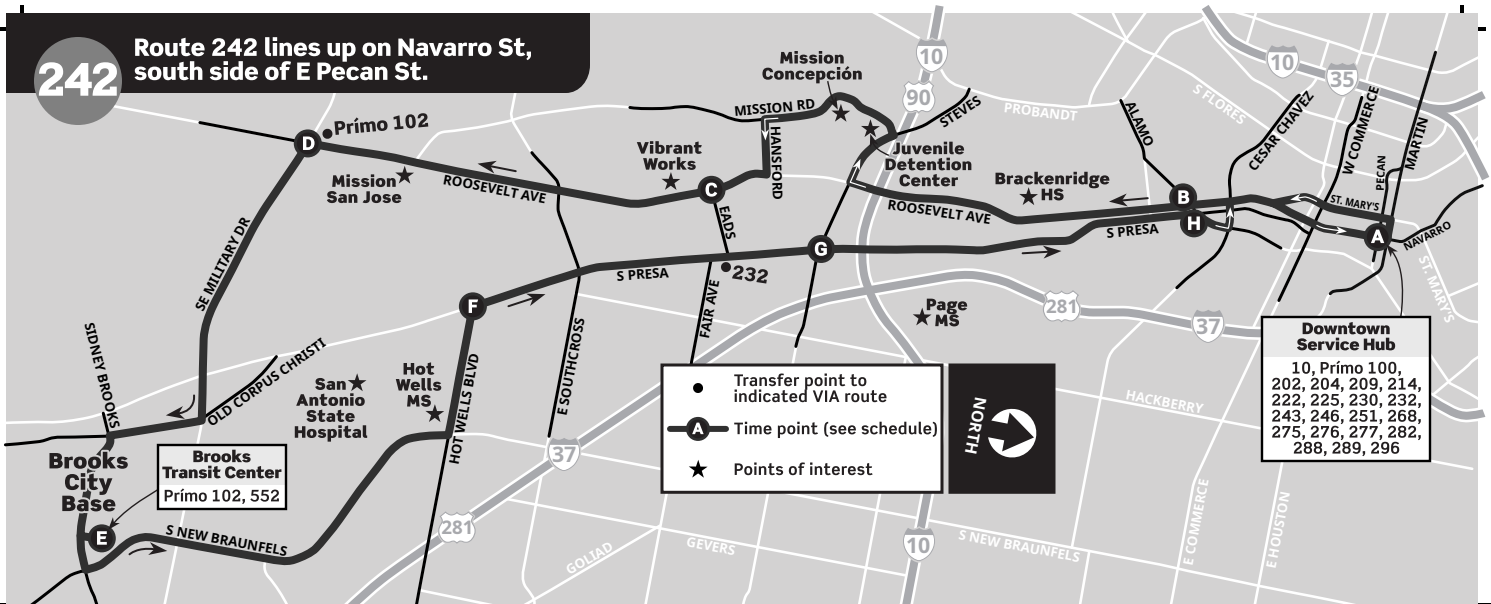 242
Route 242 lines up on Navarro St,
south side of E Pecan St.
Mission
Concepción
10
90
10
35
PROBANDT
S FLORES
MISSION RD
HANSFORD
STEVES
ALAMO
CESAR CHAVEZ
W COMMERCE
MARTIN
PECAN
D
Prímo 102
Vibrant
Works
Juvenile
Detention
Center
Mission
San Jose
ROOSEVELT AVE
C
EADS
ROOSEVELT AVE
Brackenridge
HS
B
H
ST. MARY'S
A
NAVARRO
ST. MARY'S
S PRESA
G
SE MILITARY DR
S PRESA
232
FAIR AVE
F
E SOUTHCROSS
Page
MS
281
37
SIDNEY BROOKS
OLD CORPUS CHRISTI
San
Antonio
State
Hospital
Hot
Wells
MS
HOT WELLS BLVD
37
281
Brooks
City
Base
Brooks
Transit Center
Prímo 102, 552
E
S NEW BRAUNFELS
Transfer point to
indicated VIA route
A
Time point (see schedule)
Points of interest
NORTH
Downtown
Service Hub
10, Prímo 100,
202, 204, 209, 214,
222, 225, 230, 232,
243, 246, 251, 268,
275, 276, 277, 282,
288, 289, 296
HACKBERRY
GOLIAD
GEVERS
10
S NEW BRAUNFELS
E COMMERCE
E HOUSTON